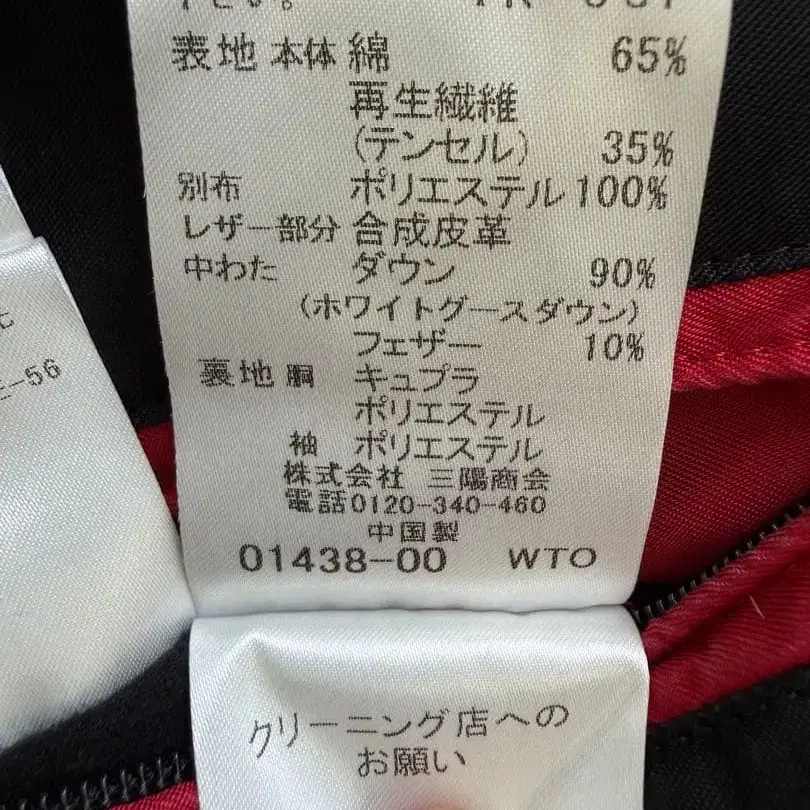 表地 本体 綿 65%
再生繊維
(テンセル) 35%
別布 ポリエステル 100%
レザー部分 合成皮革
中わた ダウン 90%
(ホワイトグースダウン)
フェザー 10%
裏地 胴 キュプラ
ポリエステル
袖 ポリエステル
株式会社 三陽商会
電話0120-340-460
中国製
01438-00 WTO
-56
クリーニング店への
お願い